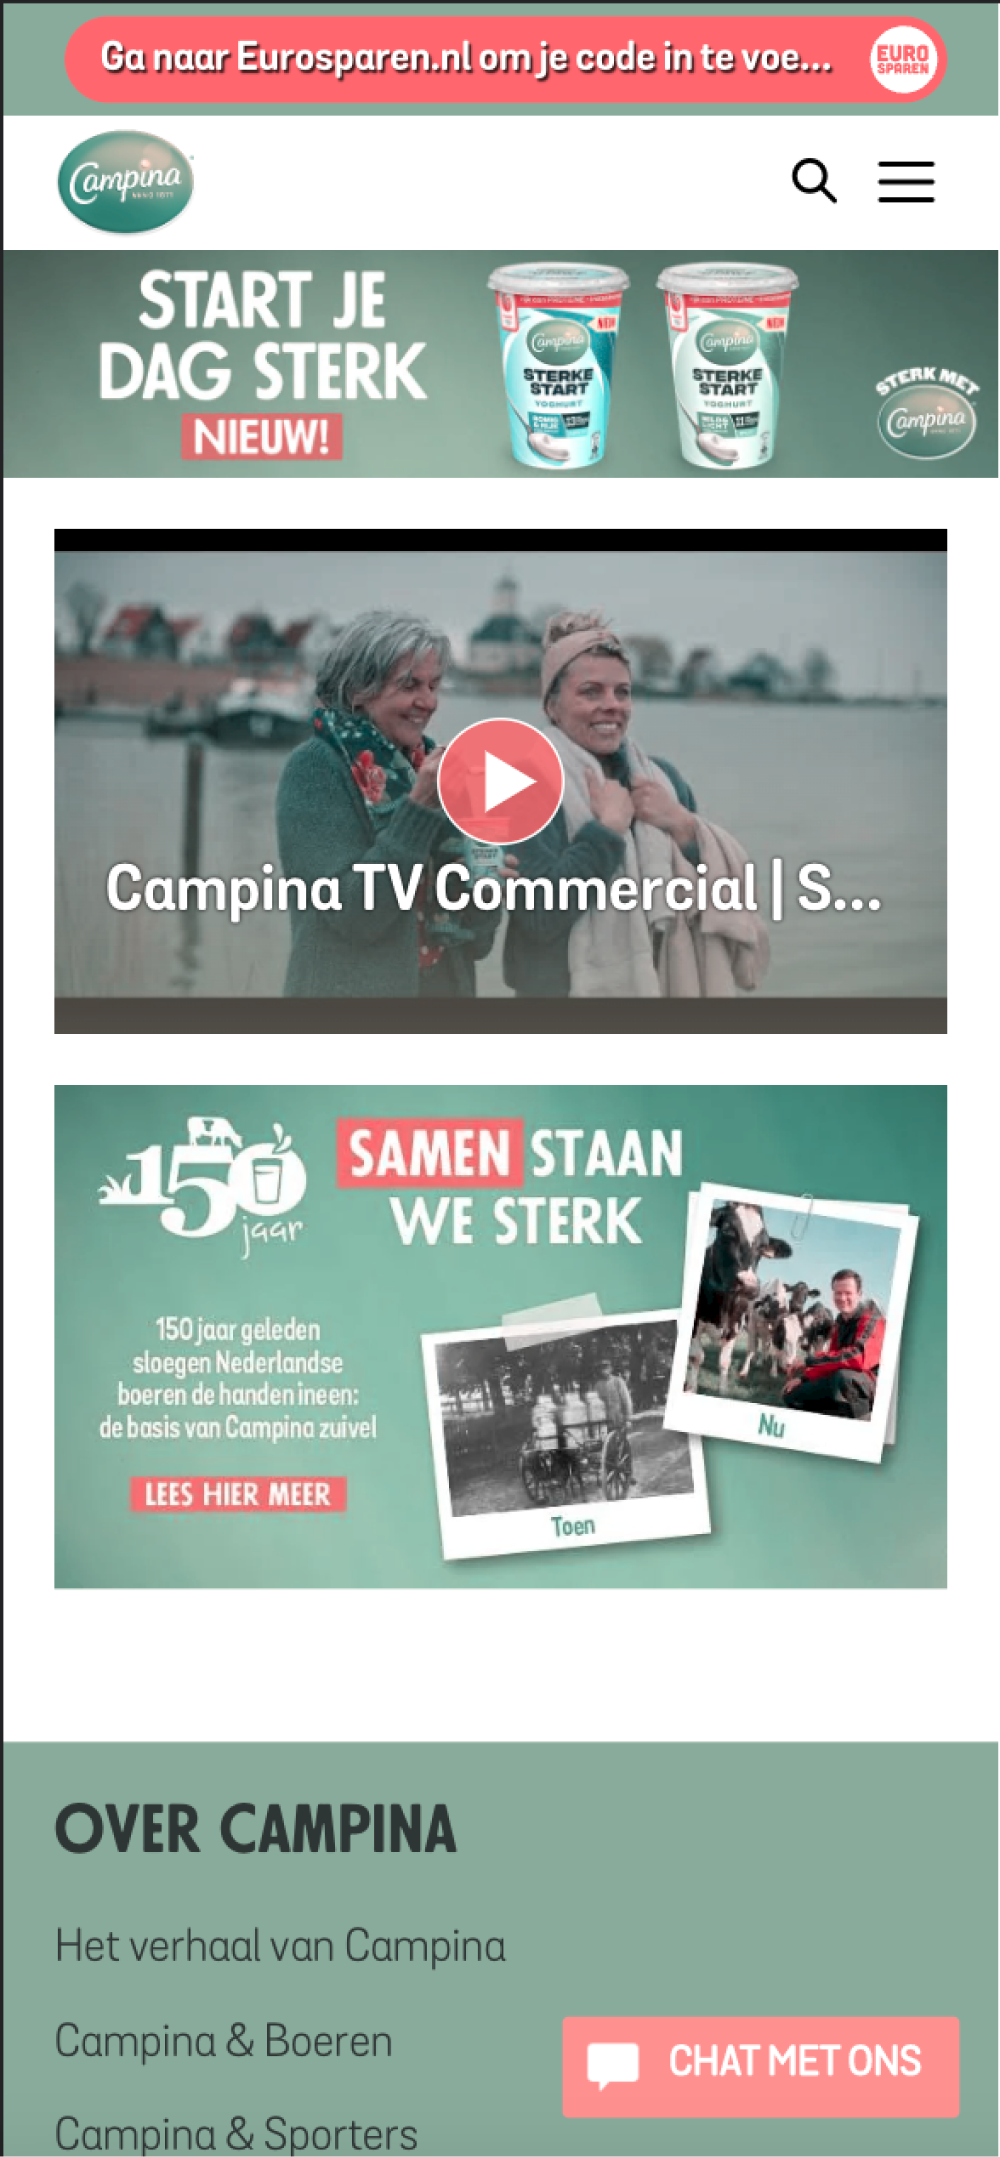 Ga naar Eurosparen.nl om je code in te voe...
EURO
SPAREN
Campina
START JE
DAG STERK
NIEUW!
Campina
STERKE
START
YOGHURT
NIEUW
Campina
STERKE
START
YOGHURT
STERK MET
Campina
Campina TV Commercial | S...
150
jaar
SAMEN STAAN
WE STERK
150 jaar geleden
sloegen Nederlandse
boeren de handen ineen:
de basis van Campina zuivel
LEES HIER MEER
Toen
Nu
OVER CAMPINA
Het verhaal van Campina
Campina & Boeren
CHAT MET ONS
Campina & Sporters